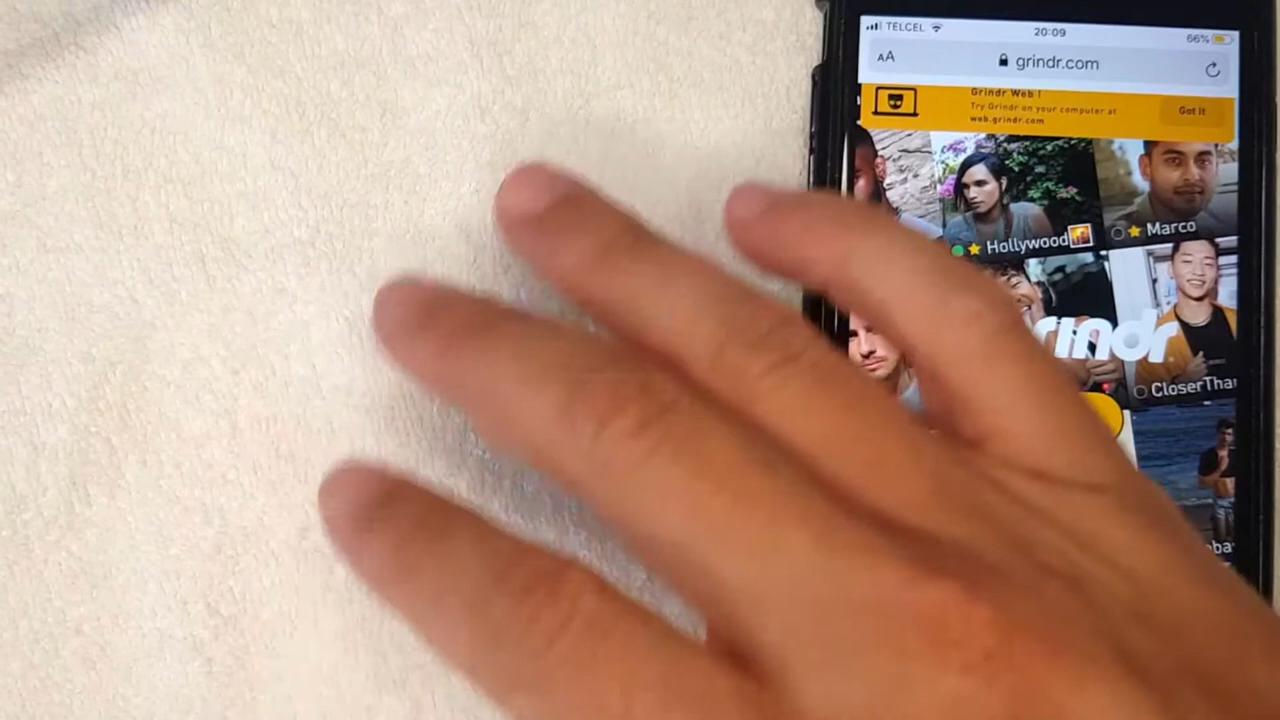 TELCEL
20:09
66%
AA
grindr.com
Grindr Web !
Try Grindr on your computer at
web.grindr.com
Got It
Hollywood
Marco
rindr
CloserThan